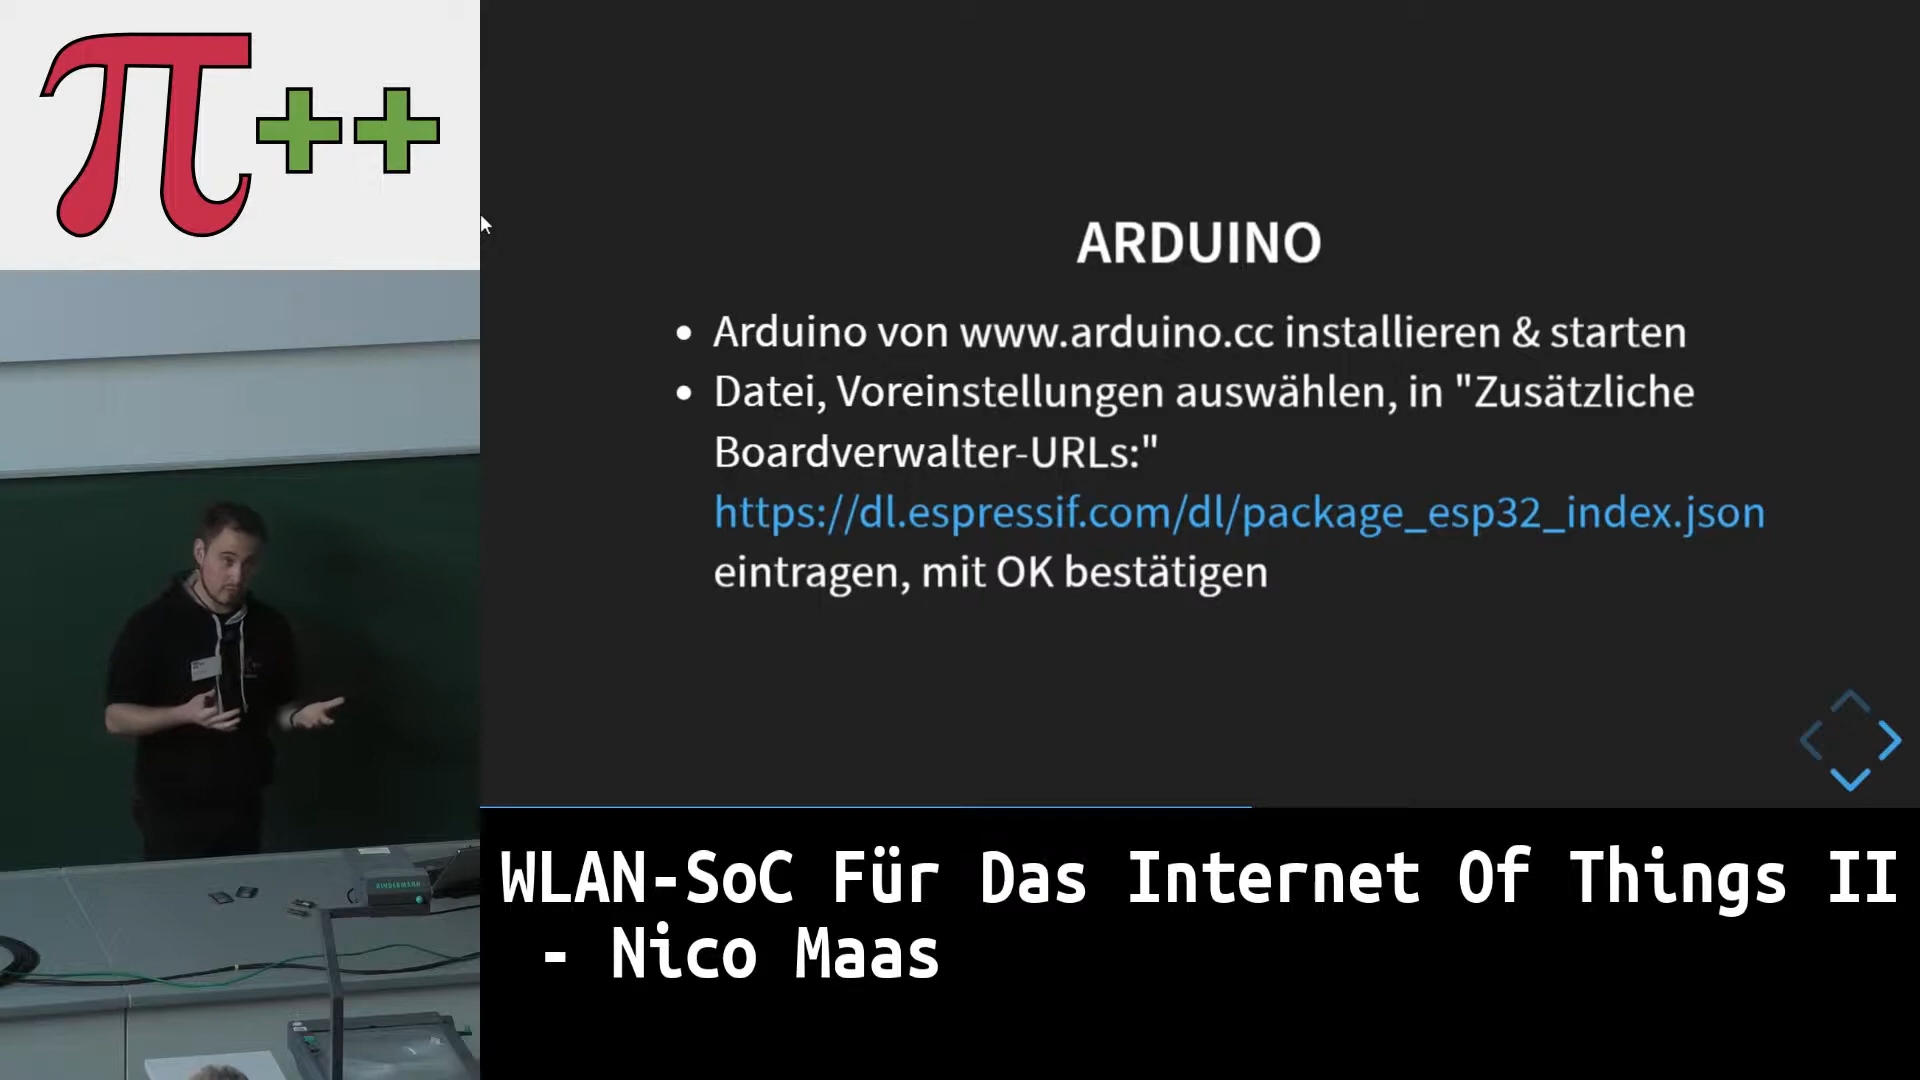 π++
ARDUINO
• Arduino von www.arduino.cc installieren & starten
• Datei, Voreinstellungen auswählen, in "Zusätzliche
Boardverwalter-URLs:"
https://dl.espressif.com/dl/package_esp32_index.json
eintragen, mit OK bestätigen
KINDERMANN
WLAN-SoC Für Das Internet Of Things II
- Nico Maas